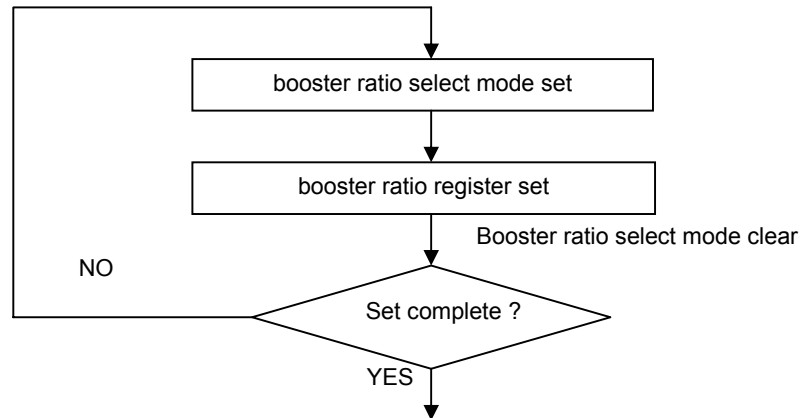 booster ratio select mode set
booster ratio register set
Booster ratio select mode clear
NO
Set complete ?
YES